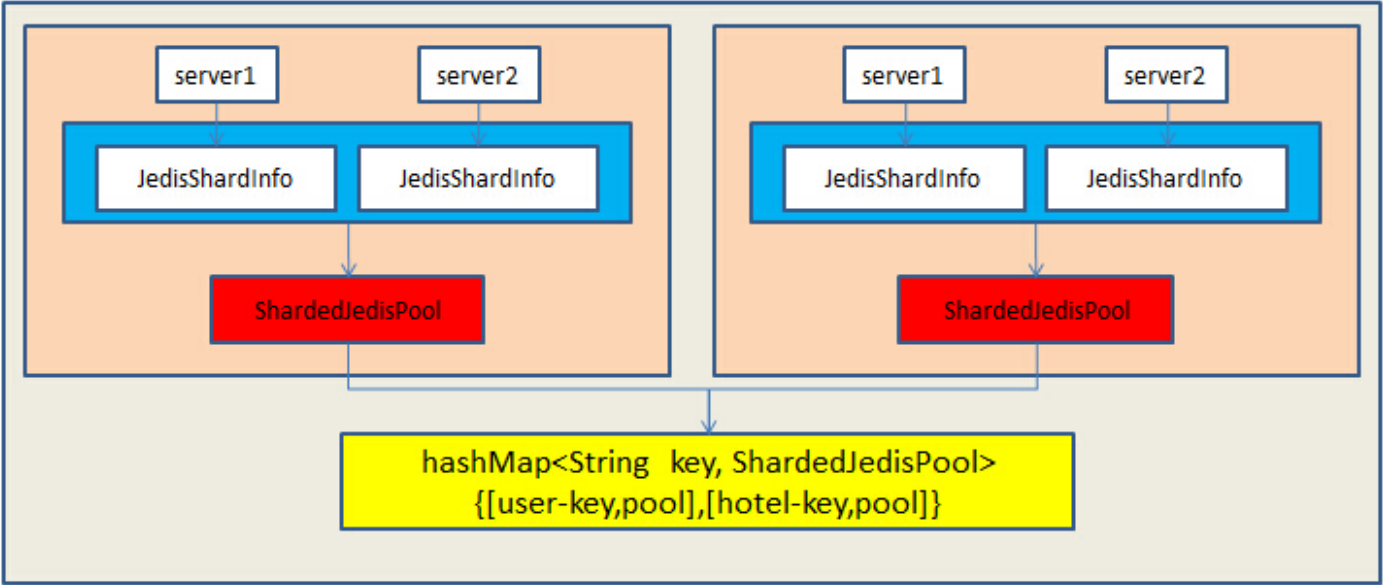 server1
server2
JedisShardInfo
JedisShardInfo
ShardedJedisPool
server1
server2
JedisShardInfo
JedisShardInfo
ShardedJedisPool
hashMap<String key, ShardedJedisPool>
{[user-key,pool],[hotel-key,pool]}